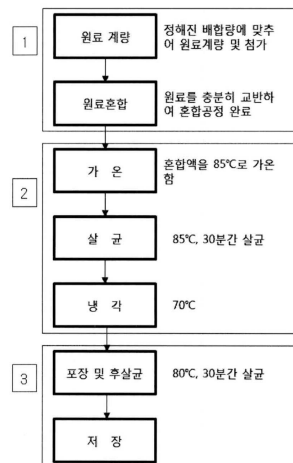 1
원료 계량
정해진 배합량에 맞추
어 원료계량 및 첨가
원료혼합
원료를 충분히 교반하
여 혼합공정 완료
2
가 온
혼합액을 85℃로 가온
함
살 균
85℃, 30분간 살균
냉 각
70℃
3
포장 및 후살균
80℃, 30분간 살균
저 장